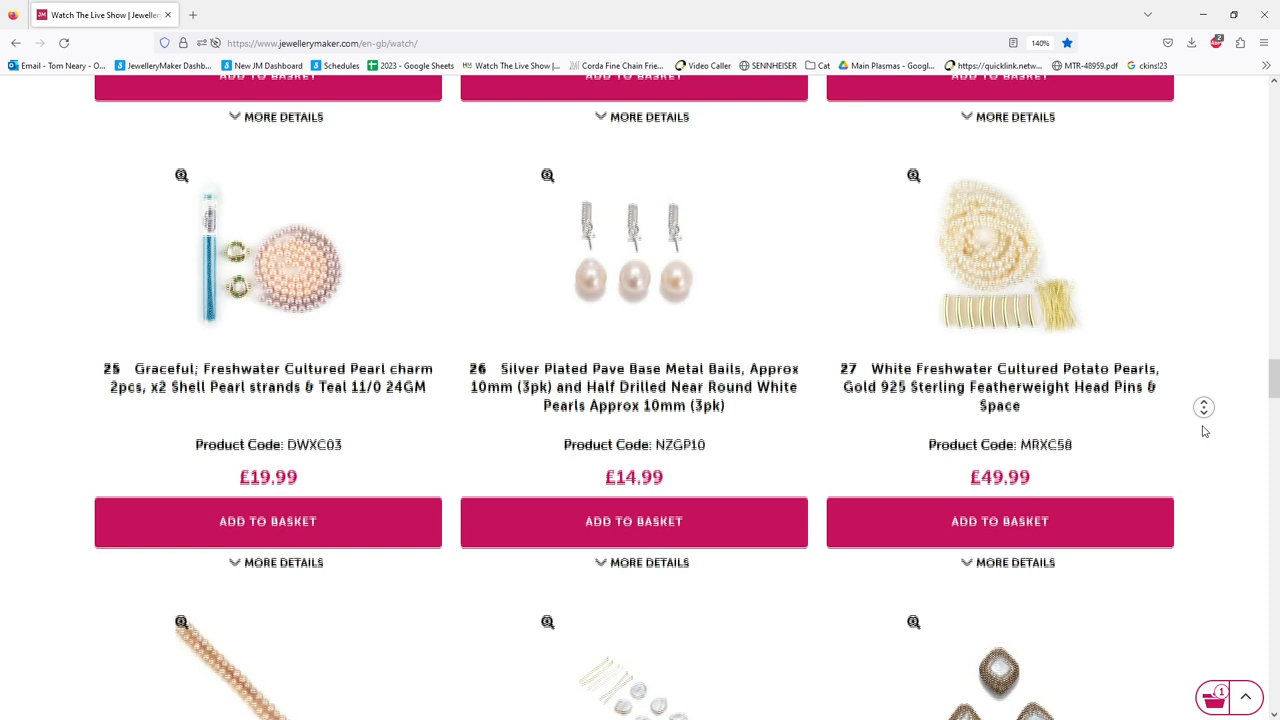 Watch The Live Show | Jeweller
https://www.jewellerymaker.com/en-gb/watch/
140%
2
Email - Tom Neary - O...
JewelleryMaker Dashb...
New JM Dashboard
Schedules
2023 - Google Sheets
Watch The Live Show |...
Corda Fine Chain Frie...
Video Caller
SENNHEISER
Cat
Main Plasmas - Googl...
https://quicklink.netw...
MTR-48959.pdf
ckins!23
ADD TO BASKET
ADD TO BASKET
ADD TO BASKET
MORE DETAILS
MORE DETAILS
MORE DETAILS
25 Graceful; Freshwater Cultured Pearl charm
2pcs, x2 Shell Pearl strands & Teal 11/0 24GM
Product Code: DWXC03
£19.99
ADD TO BASKET
MORE DETAILS
26 Silver Plated Pave Base Metal Bails, Approx
10mm (3pk) and Half Drilled Near Round White
Pearls Approx 10mm (3pk)
Product Code: NZGP10
£14.99
ADD TO BASKET
MORE DETAILS
27 White Freshwater Cultured Potato Pearls,
Gold 925 Sterling Featherweight Head Pins &
Space
Product Code: MRXC58
£49.99
ADD TO BASKET
MORE DETAILS
1